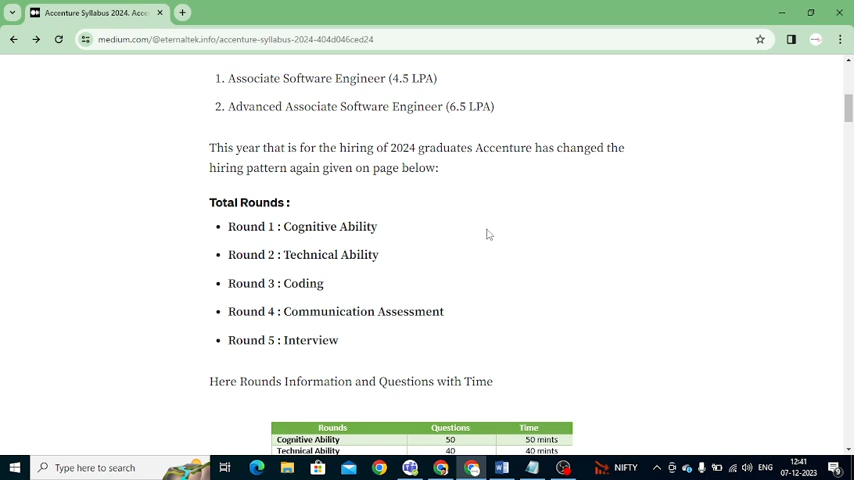 Accenture Syllabus 2024. Acce
medium.com/@eternaltek.info/accenture-syllabus-2024-404d046ced24
1. Associate Software Engineer (4.5 LPA)
2. Advanced Associate Software Engineer (6.5 LPA)
This year that is for the hiring of 2024 graduates Accenture has changed the
hiring pattern again given on page below:
Total Rounds :
• Round 1 : Cognitive Ability
• Round 2 : Technical Ability
• Round 3 : Coding
• Round 4 : Communication Assessment
• Round 5 : Interview
Here Rounds Information and Questions with Time
Rounds Questions Time
Cognitive Ability 50 50 mints
Technical Ability 40 40 mints
Type here to search NIFTY ENG 12:41
07-12-2023 9